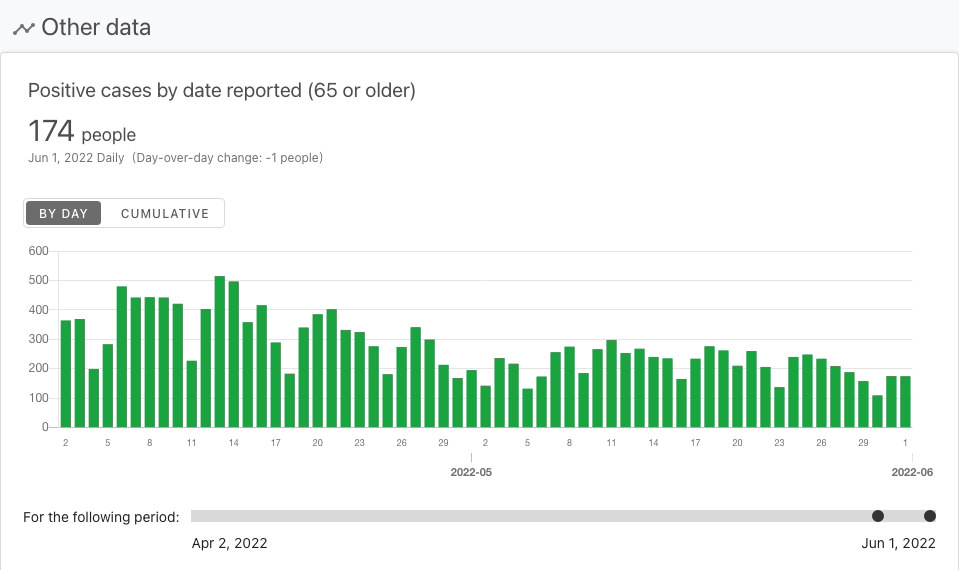 Other data
Positive cases by date reported (65 or older)
174 people
Jun 1, 2022 Daily (Day-over-day change: -1 people)
BY DAY CUMULATIVE
600
500
400
300
200
100
0
2 5 8 11 14 17 20 23 26 29 2 5 8 11 14 17 20 23 26 29 1
2022-05 2022-06
For the following period:
Apr 2, 2022 Jun 1, 2022